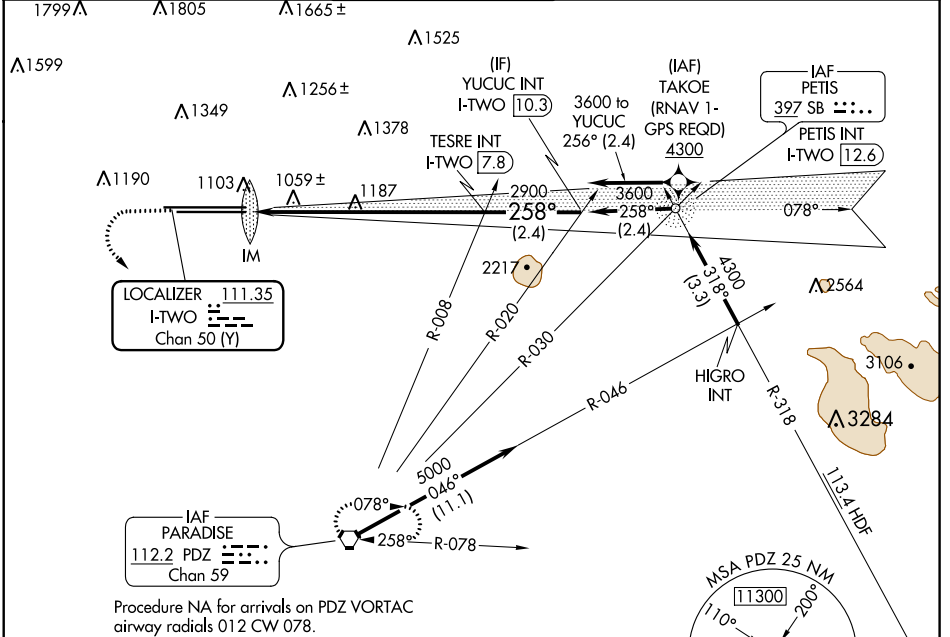 1799
1805
1665 ±
1525
1599
1256 ±
1349
1378
1190
1103
1059 ±
1187
(IF)
YUCUC INT
I-TWO 10.3
TESRE INT
I-TWO 7.8
3600 to
YUCUC
256° (2.4)
(IAF)
TAKOE
(RNAV 1-
GPS REQD)
4300
IAF
PETIS
397 SB
PETIS INT
I-TWO 12.6
2900
258°
(2.4)
3600
258°
(2.4)
078°
IM
LOCALIZER 111.35
I-TWO
Chan 50 (Y)
2217
4300
318°
(3.3)
2564
3106
3284
HIGRO
INT
R-008
R-020
R-030
R-046
R-318
113.4 HDF
5000
046°
(11.1)
078°
258°
R-078
IAF
PARADISE
112.2 PDZ
Chan 59
Procedure NA for arrivals on PDZ VORTAC
airway radials 012 CW 078.
MSA PDZ 25 NM
11300
110°
200°